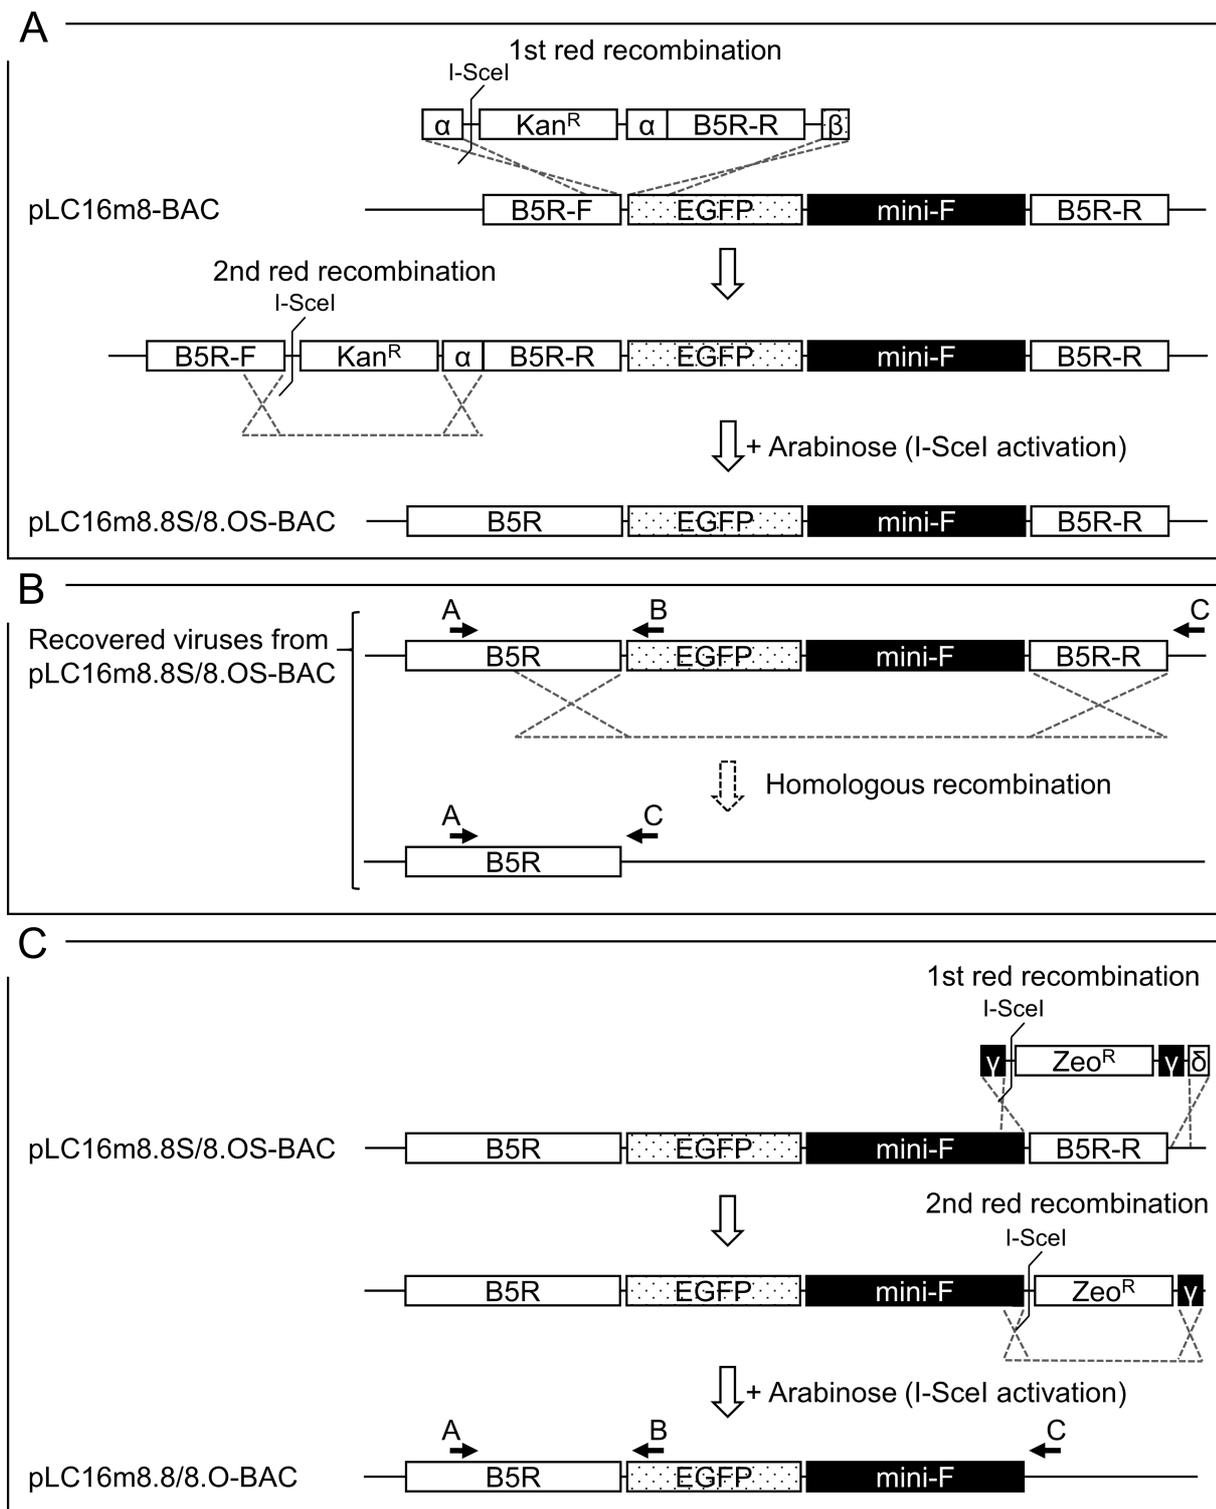 A
1st red recombination
I-SceI
α KanR α B5R-R β
pLC16m8-BAC B5R-F EGFP mini-F B5R-R
2nd red recombination
I-SceI
B5R-F KanR α B5R-R EGFP mini-F B5R-R
+ Arabinose (I-SceI activation)
pLC16m8.8S/8.OS-BAC B5R EGFP mini-F B5R-R
B
A B C
Recovered viruses from
pLC16m8.8S/8.OS-BAC
B5R EGFP mini-F B5R-R
Homologous recombination
A C
B5R
C
1st red recombination
I-SceI
γ ZeoR γ δ
pLC16m8.8S/8.OS-BAC B5R EGFP mini-F B5R-R
2nd red recombination
I-SceI
B5R EGFP mini-F ZeoR γ
+ Arabinose (I-SceI activation)
A B C
pLC16m8.8/8.O-BAC B5R EGFP mini-F